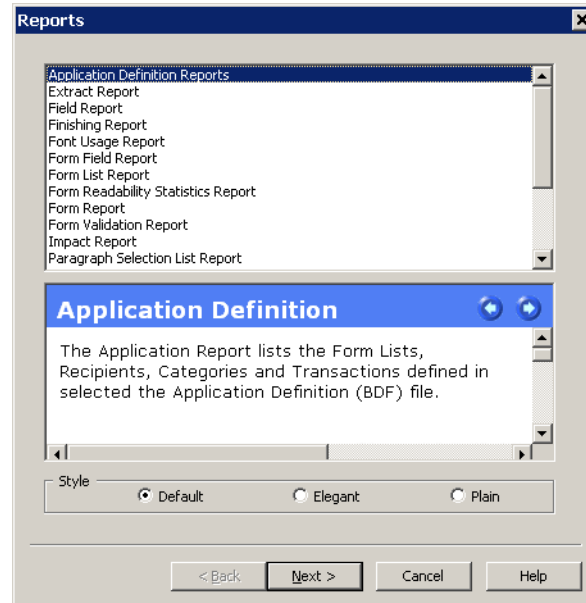 Reports
Application Definition Reports
Extract Report
Field Report
Finishing Report
Font Usage Report
Form Field Report
Form List Report
Form Readability Statistics Report
Form Report
Form Validation Report
Impact Report
Paragraph Selection List Report
Application Definition
The Application Report lists the Form Lists,
Recipients, Categories and Transactions defined in
selected the Application Definition (BDF) file.
Style
Default Elegant Plain
< Back Next > Cancel Help